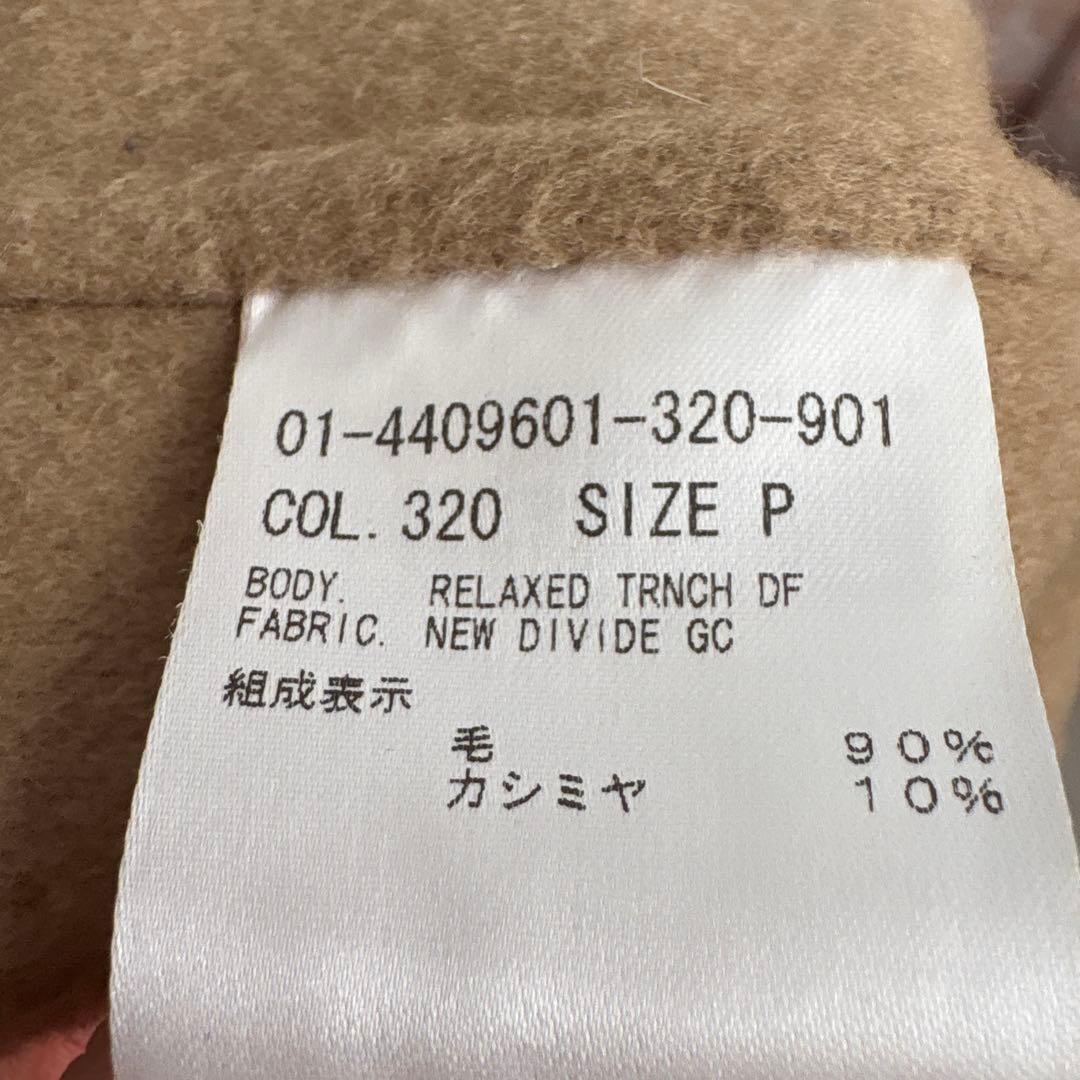 01-4409601-320-901
COL. 320 SIZE P
BODY. RELAXED TRNCH DF
FABRIC. NEW DIVIDE GC
組成表示
毛 90%
カシミヤ 10%